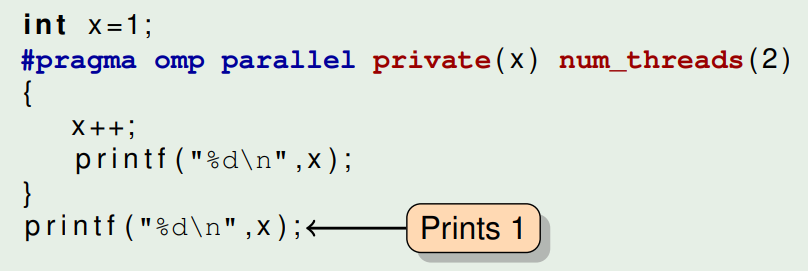 int x=1;
#pragma omp parallel private(x) num_threads(2)
{
x++;
printf("%d\n",x);
}
printf("%d\n",x); Prints 1